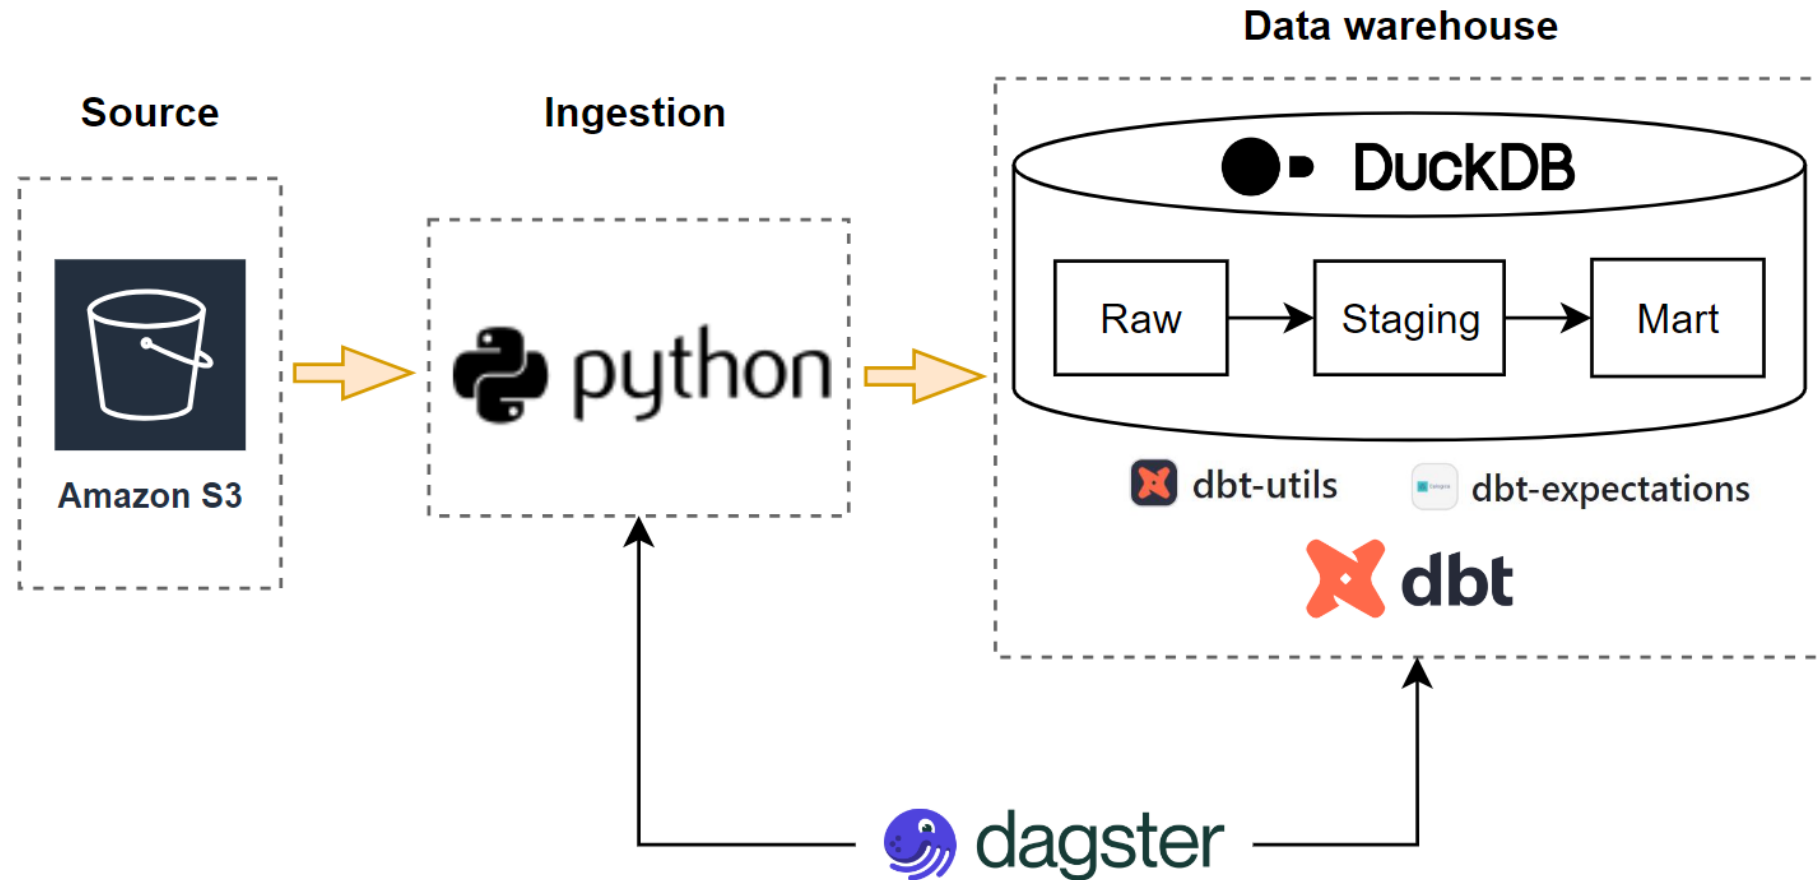 Data warehouse
Source
Ingestion
DuckDB
Raw
Staging
Mart
python
Amazon S3
dbt-utils
dbt-expectations
dbt
dagster